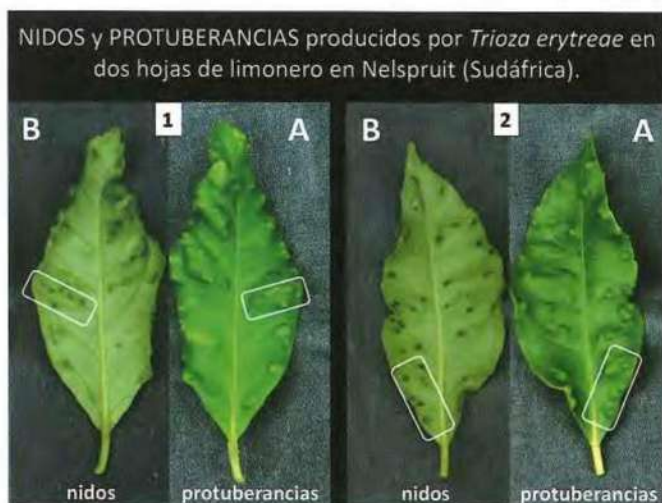 NIDOS y PROTUBERANCIAS producidos por Trioza erytreae en
dos hojas de limonero en Nelspruit (Sudáfrica).
B 1 A B 2 A
nidos protuberancias nidos protuberancias